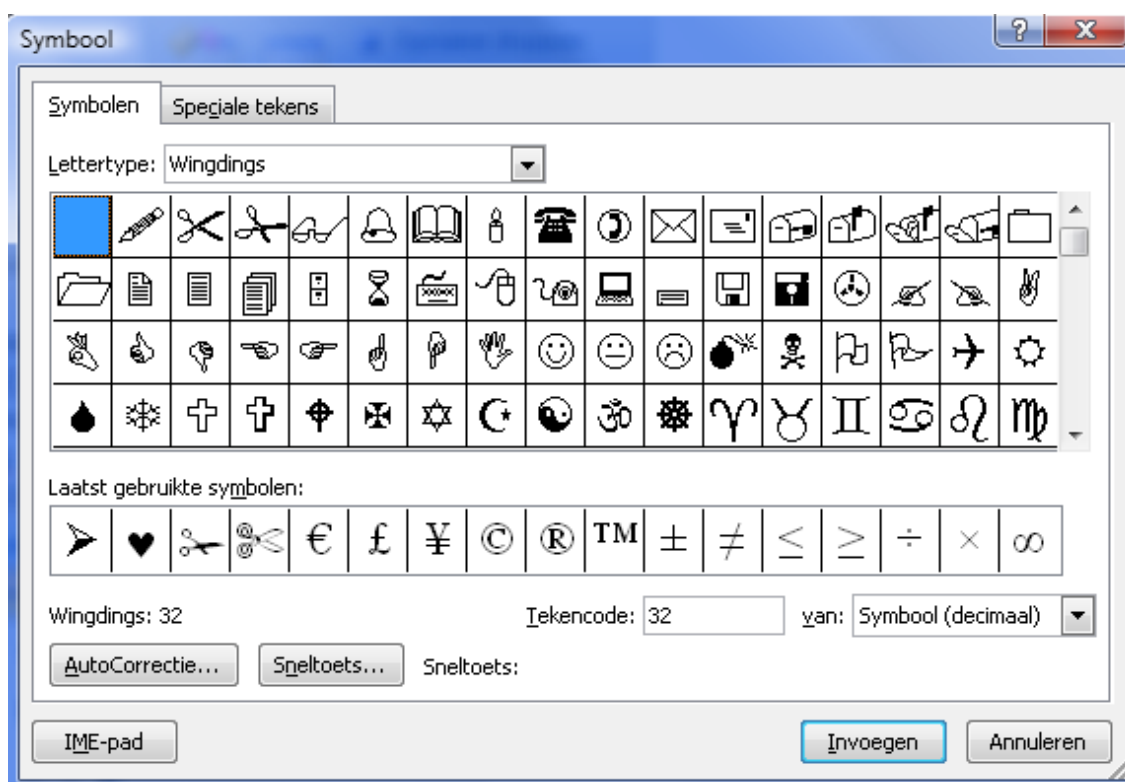 Symbool
Symbolen Speciale tekens
Lettertype: Wingdings
Laatst gebruikte symbolen:
➢ ♥ ✂ ✄ € £ ¥ © ® ™ ± ≠ ≤ ≥ ÷ × ∞
Wingdings: 32 Tekencode: 32 van: Symbool (decimaal)
AutoCorrectie... Sneltoets... Sneltoets:
IME-pad Invoegen Annuleren